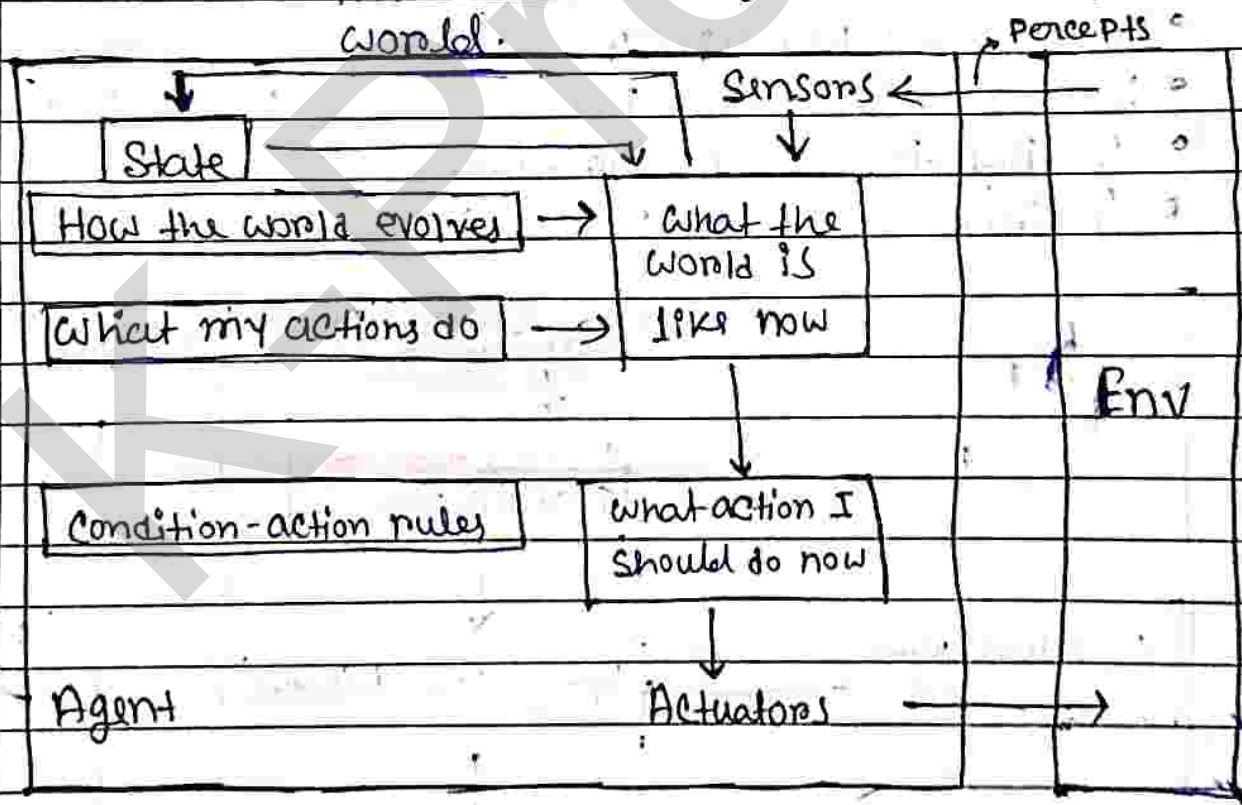 world.
Percepts
Sensors
State
How the world evolves
what the
world is
like now
what my actions do
Env
Condition-action rules
what action I
should do now
Agent
Actuators